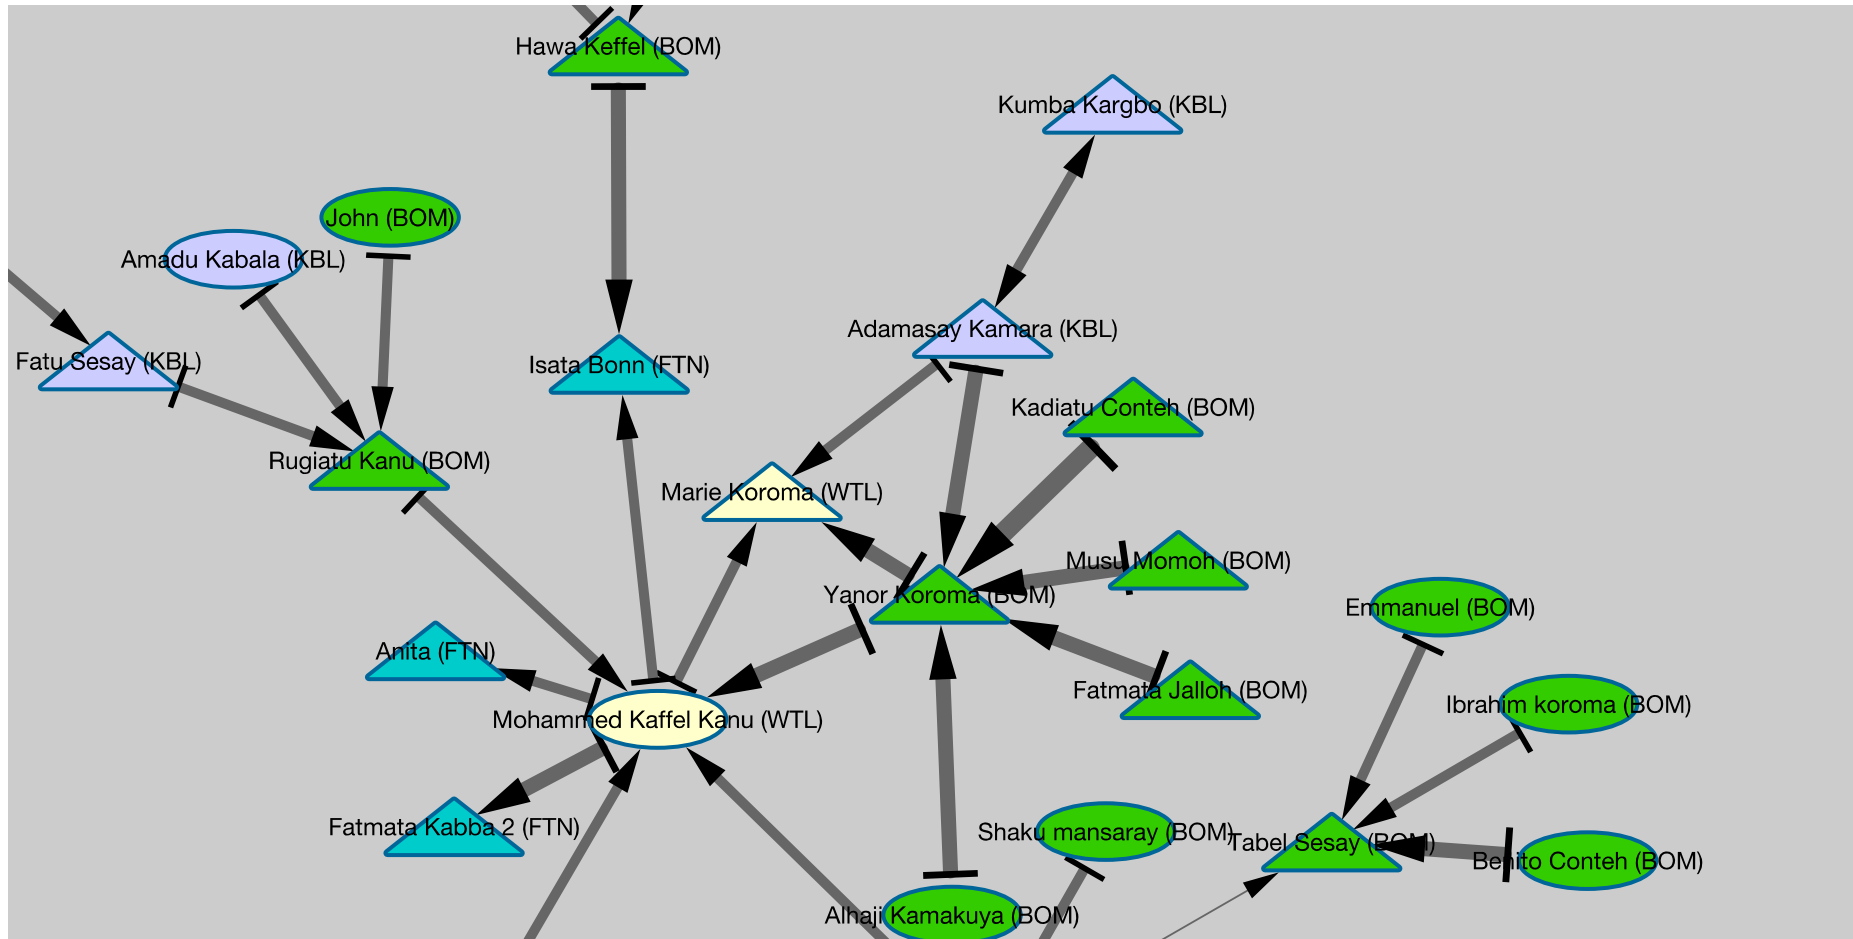 Hawa Keffel (BOM)
Kumba Kargbo (KBL)
John (BOM)
Amadu Kabala (KBL)
Adamasay Kamara (KBL)
Fatu Sesay (KBL)
Isata Bonn (FTN)
Kadiatu Conteh (BOM)
Rugiatu Kanu (BOM)
Marie Koroma (WTL)
Musu Momoh (BOM)
Yanor Koroma (BOM)
Emmanuel (BOM)
Anita (FTN)
Fatmata Jalloh (BOM)
Ibrahim koroma (BOM)
Mohammed Kaffel Kanu (WTL)
Fatmata Kabba 2 (FTN)
Shaku mansaray (BOM)
Tabel Sesay (BOM)
Benito Conteh (BOM)
Alhaji Kamakuya (BOM)